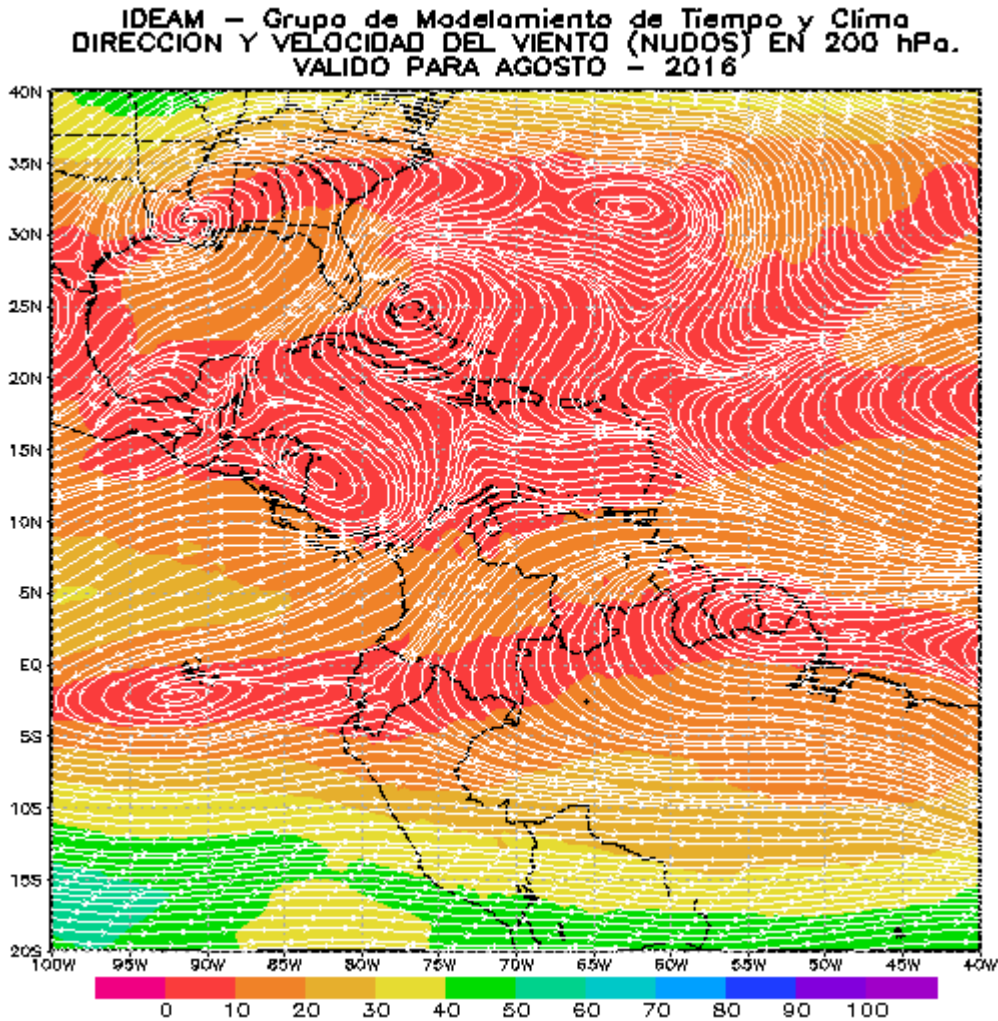 IDEAM – Grupo de Modelamiento de Tiempo y Clima
DIRECCION Y VELOCIDAD DEL VIENTO (NUDOS) EN 200 hPa.
VALIDO PARA AGOSTO – 2016
40N
35N
30N
25N
20N
15N
10N
5N
EQ
5S
10S
15S
20S
100W 95W 90W 85W 80W 75W 70W 65W 60W 55W 50W 45W 40W
0 10 20 30 40 50 60 70 80 90 100